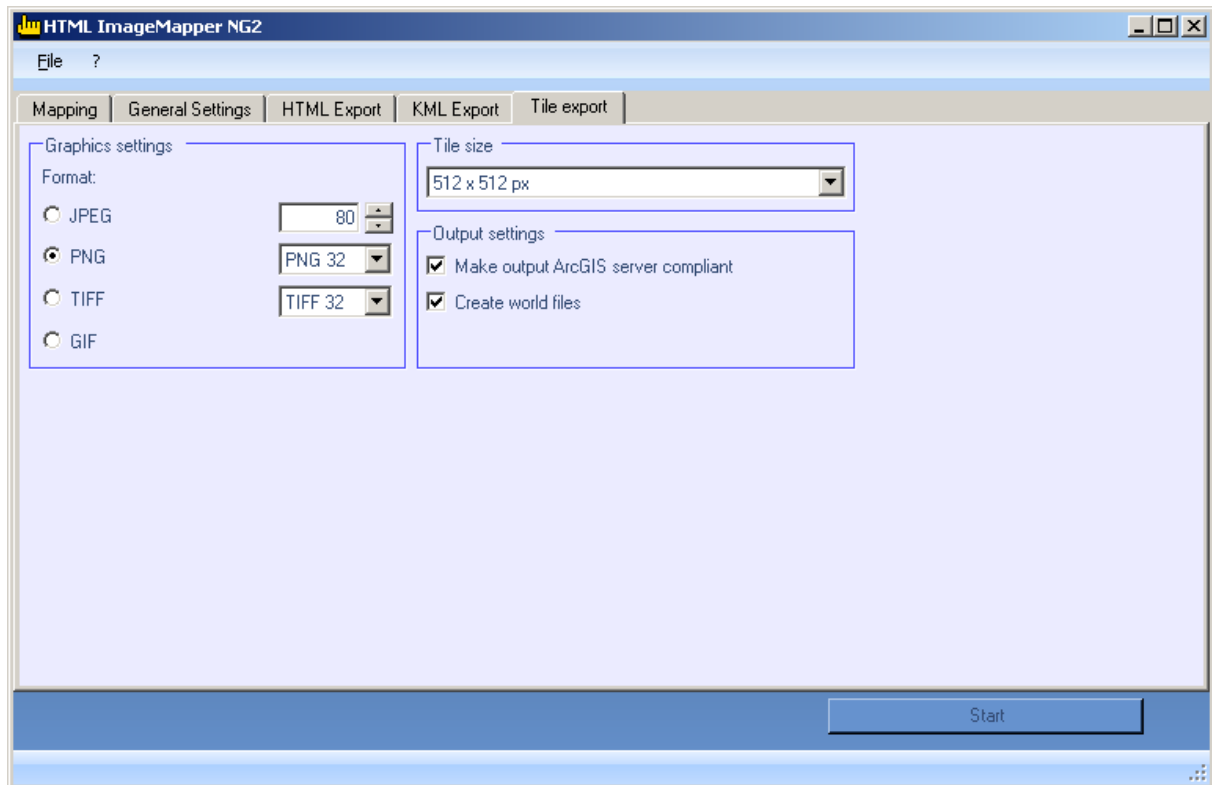 HTML ImageMapper NG2
File ?
Mapping General Settings HTML Export KML Export Tile export
Graphics settings
Format:
JPEG 80
PNG PNG 32
TIFF TIFF 32
GIF
Tile size
512 x 512 px
Output settings
Make output ArcGIS server compliant
Create world files
Start